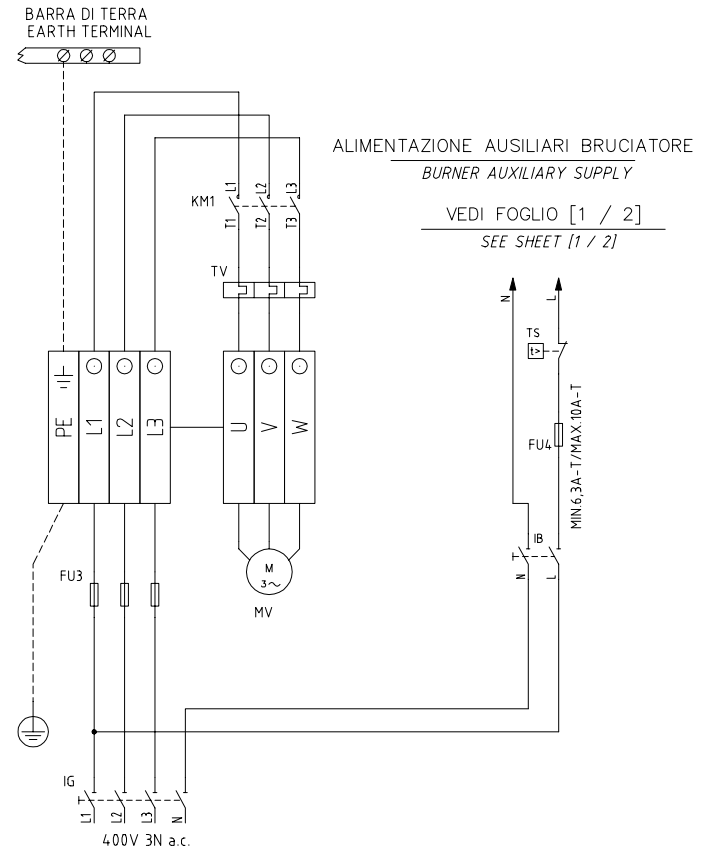 BARRA DI TERRA
EARTH TERMINAL
ALIMENTAZIONE AUSILIARI BRUCIATORE
BURNER AUXILIARY SUPPLY
VEDI FOGLIO [1 / 2]
SEE SHEET [1 / 2]
KM1
L1 L2 L3
T1 T2 T3
TV
N L
TS
t>
PE L1 L2 L3
U V W
FU4
MIN.6,3A-T/MAX.10A-T
IB
N L
FU3
M
3~
MV
IG
L1 L2 L3 N
400V 3N a.c.